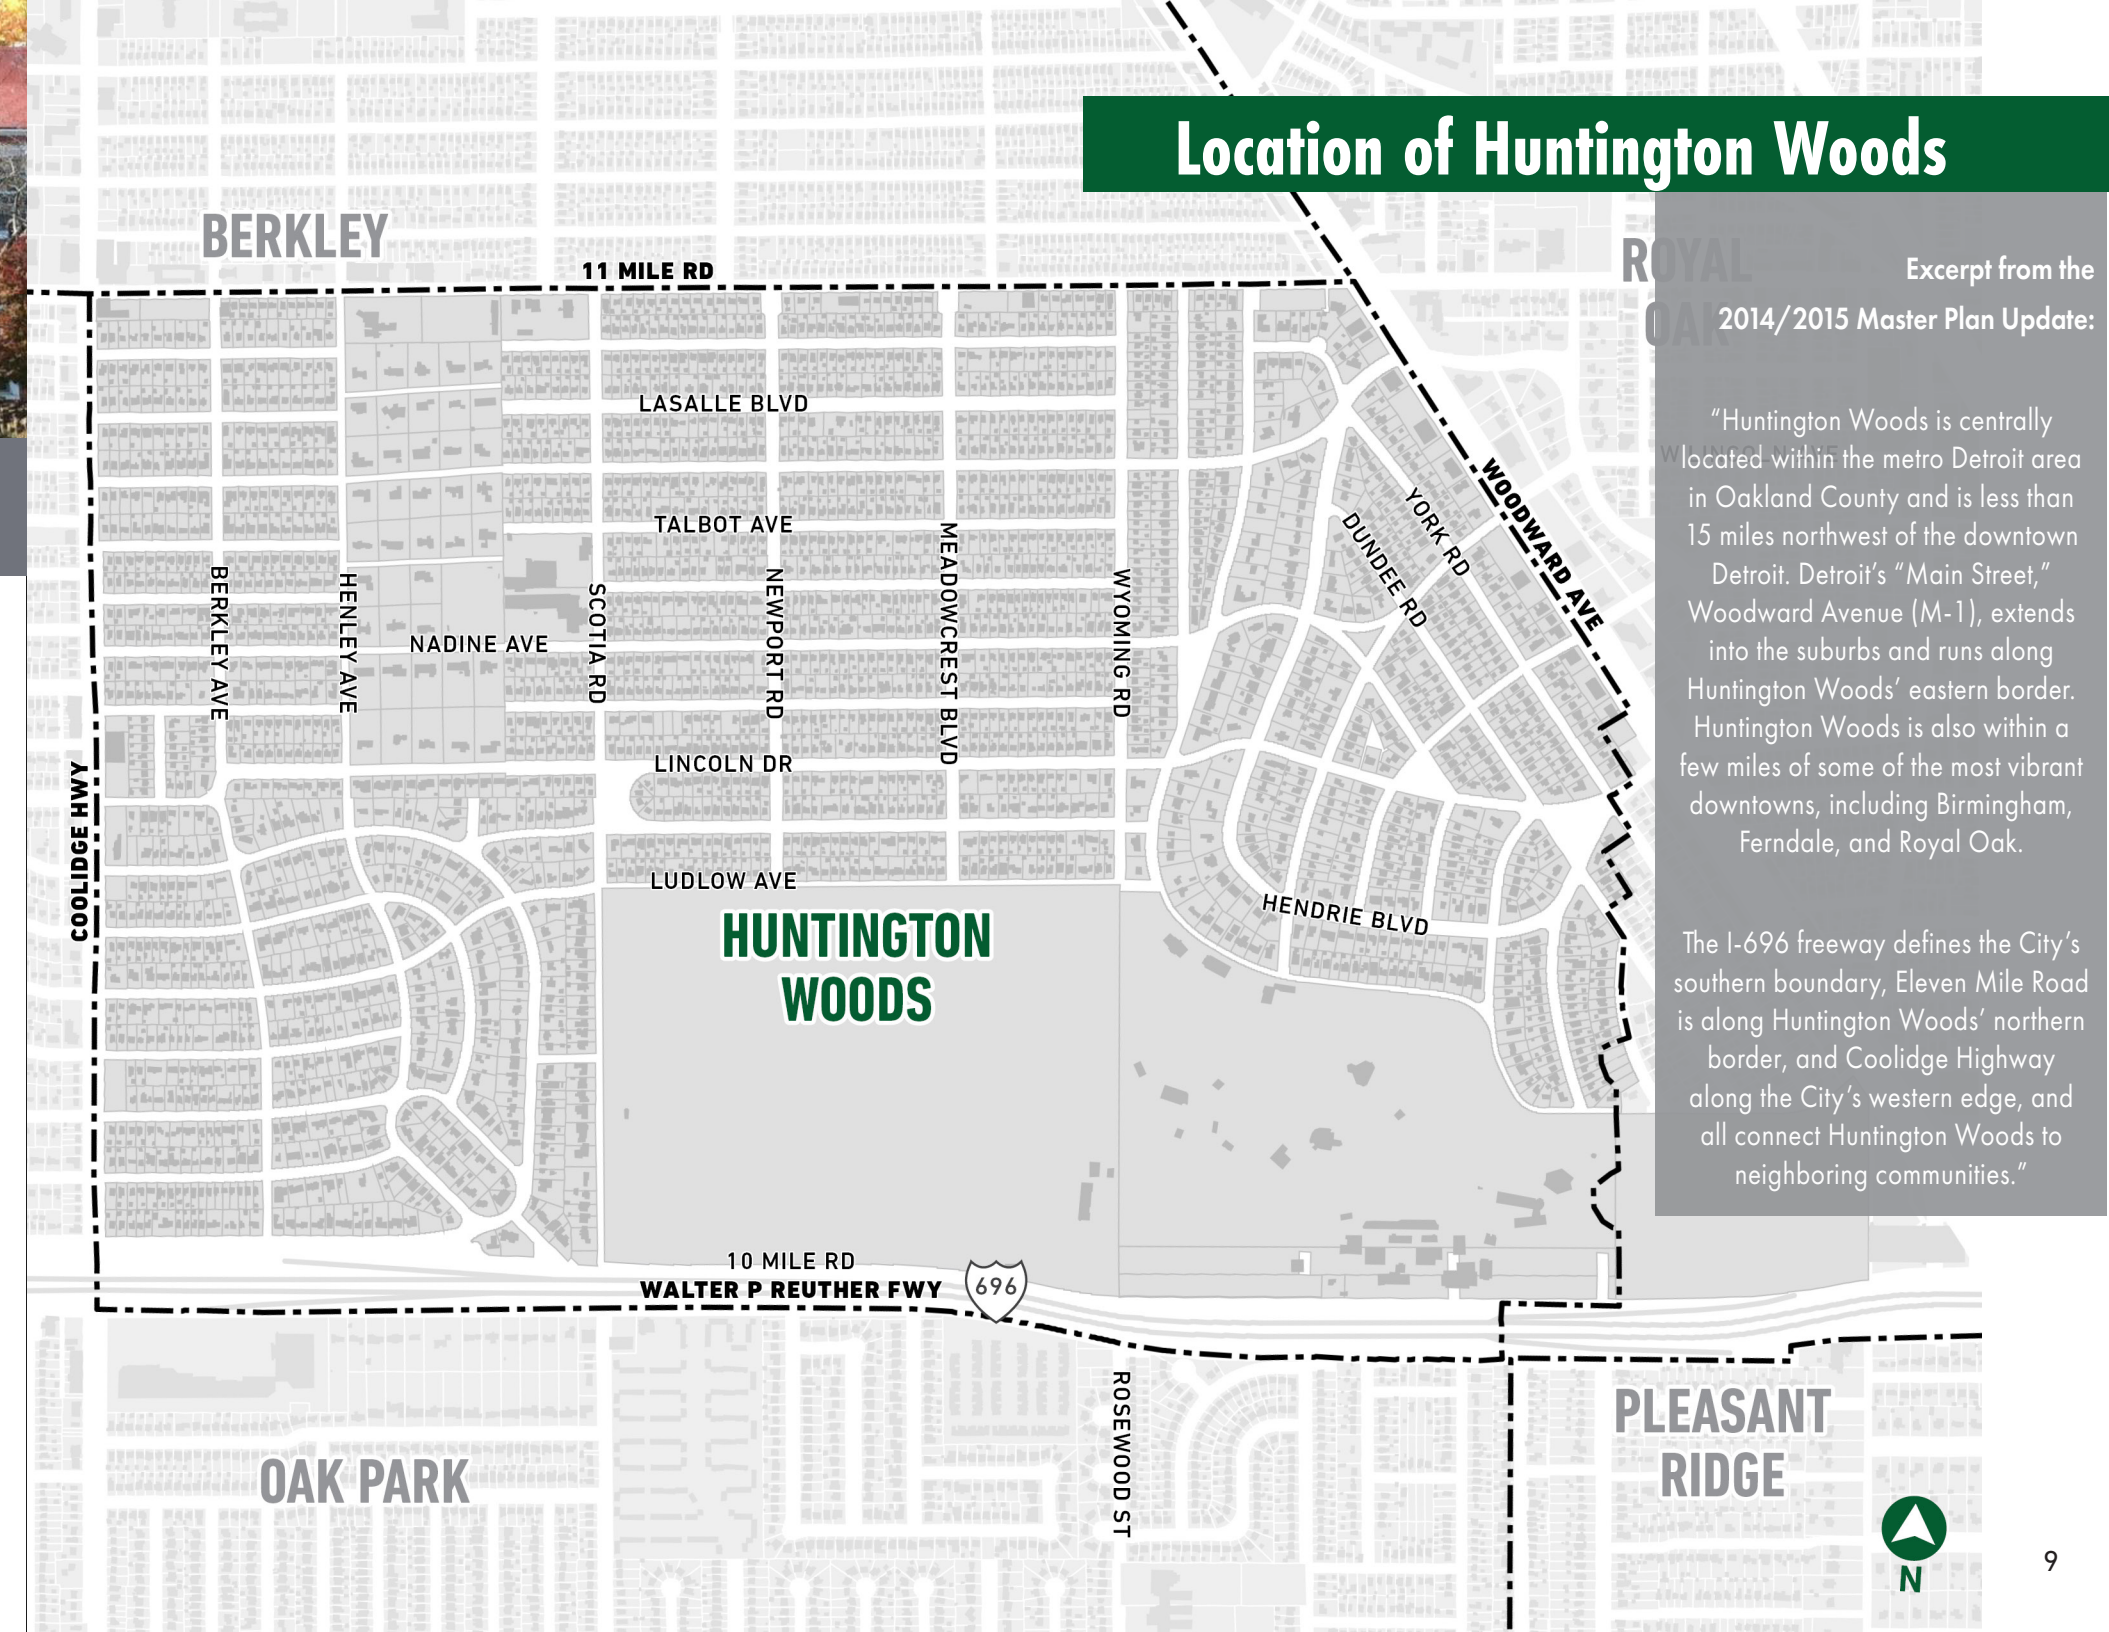 Location of Huntington Woods
BERKLEY
11 MILE RD
ROYAL
OAK
Excerpt from the
2014/2015 Master Plan Update:
“Huntington Woods is centrally
located within the metro Detroit area
in Oakland County and is less than
15 miles northwest of the downtown
Detroit. Detroit’s “Main Street,”
Woodward Avenue (M-1), extends
into the suburbs and runs along
Huntington Woods’ eastern border.
Huntington Woods is also within a
few miles of some of the most vibrant
downtowns, including Birmingham,
Ferndale, and Royal Oak.
The I-696 freeway defines the City’s
southern boundary, Eleven Mile Road
is along Huntington Woods’ northern
border, and Coolidge Highway
along the City’s western edge, and
all connect Huntington Woods to
neighboring communities.”
W LINCOLN AVE
LASALLE BLVD
TALBOT AVE
WOODWARD AVE
YORK RD
DUNDEE RD
BERKLEY AVE
HENLEY AVE
NADINE AVE
SCOTIA RD
NEWPORT RD
MEADOWCREST BLVD
WYOMING RD
LINCOLN DR
COOLIDGE HWY
LUDLOW AVE
HENDRIE BLVD
HUNTINGTON
WOODS
10 MILE RD
WALTER P REUTHER FWY
696
ROSEWOOD ST
OAK PARK
PLEASANT
RIDGE
N
9